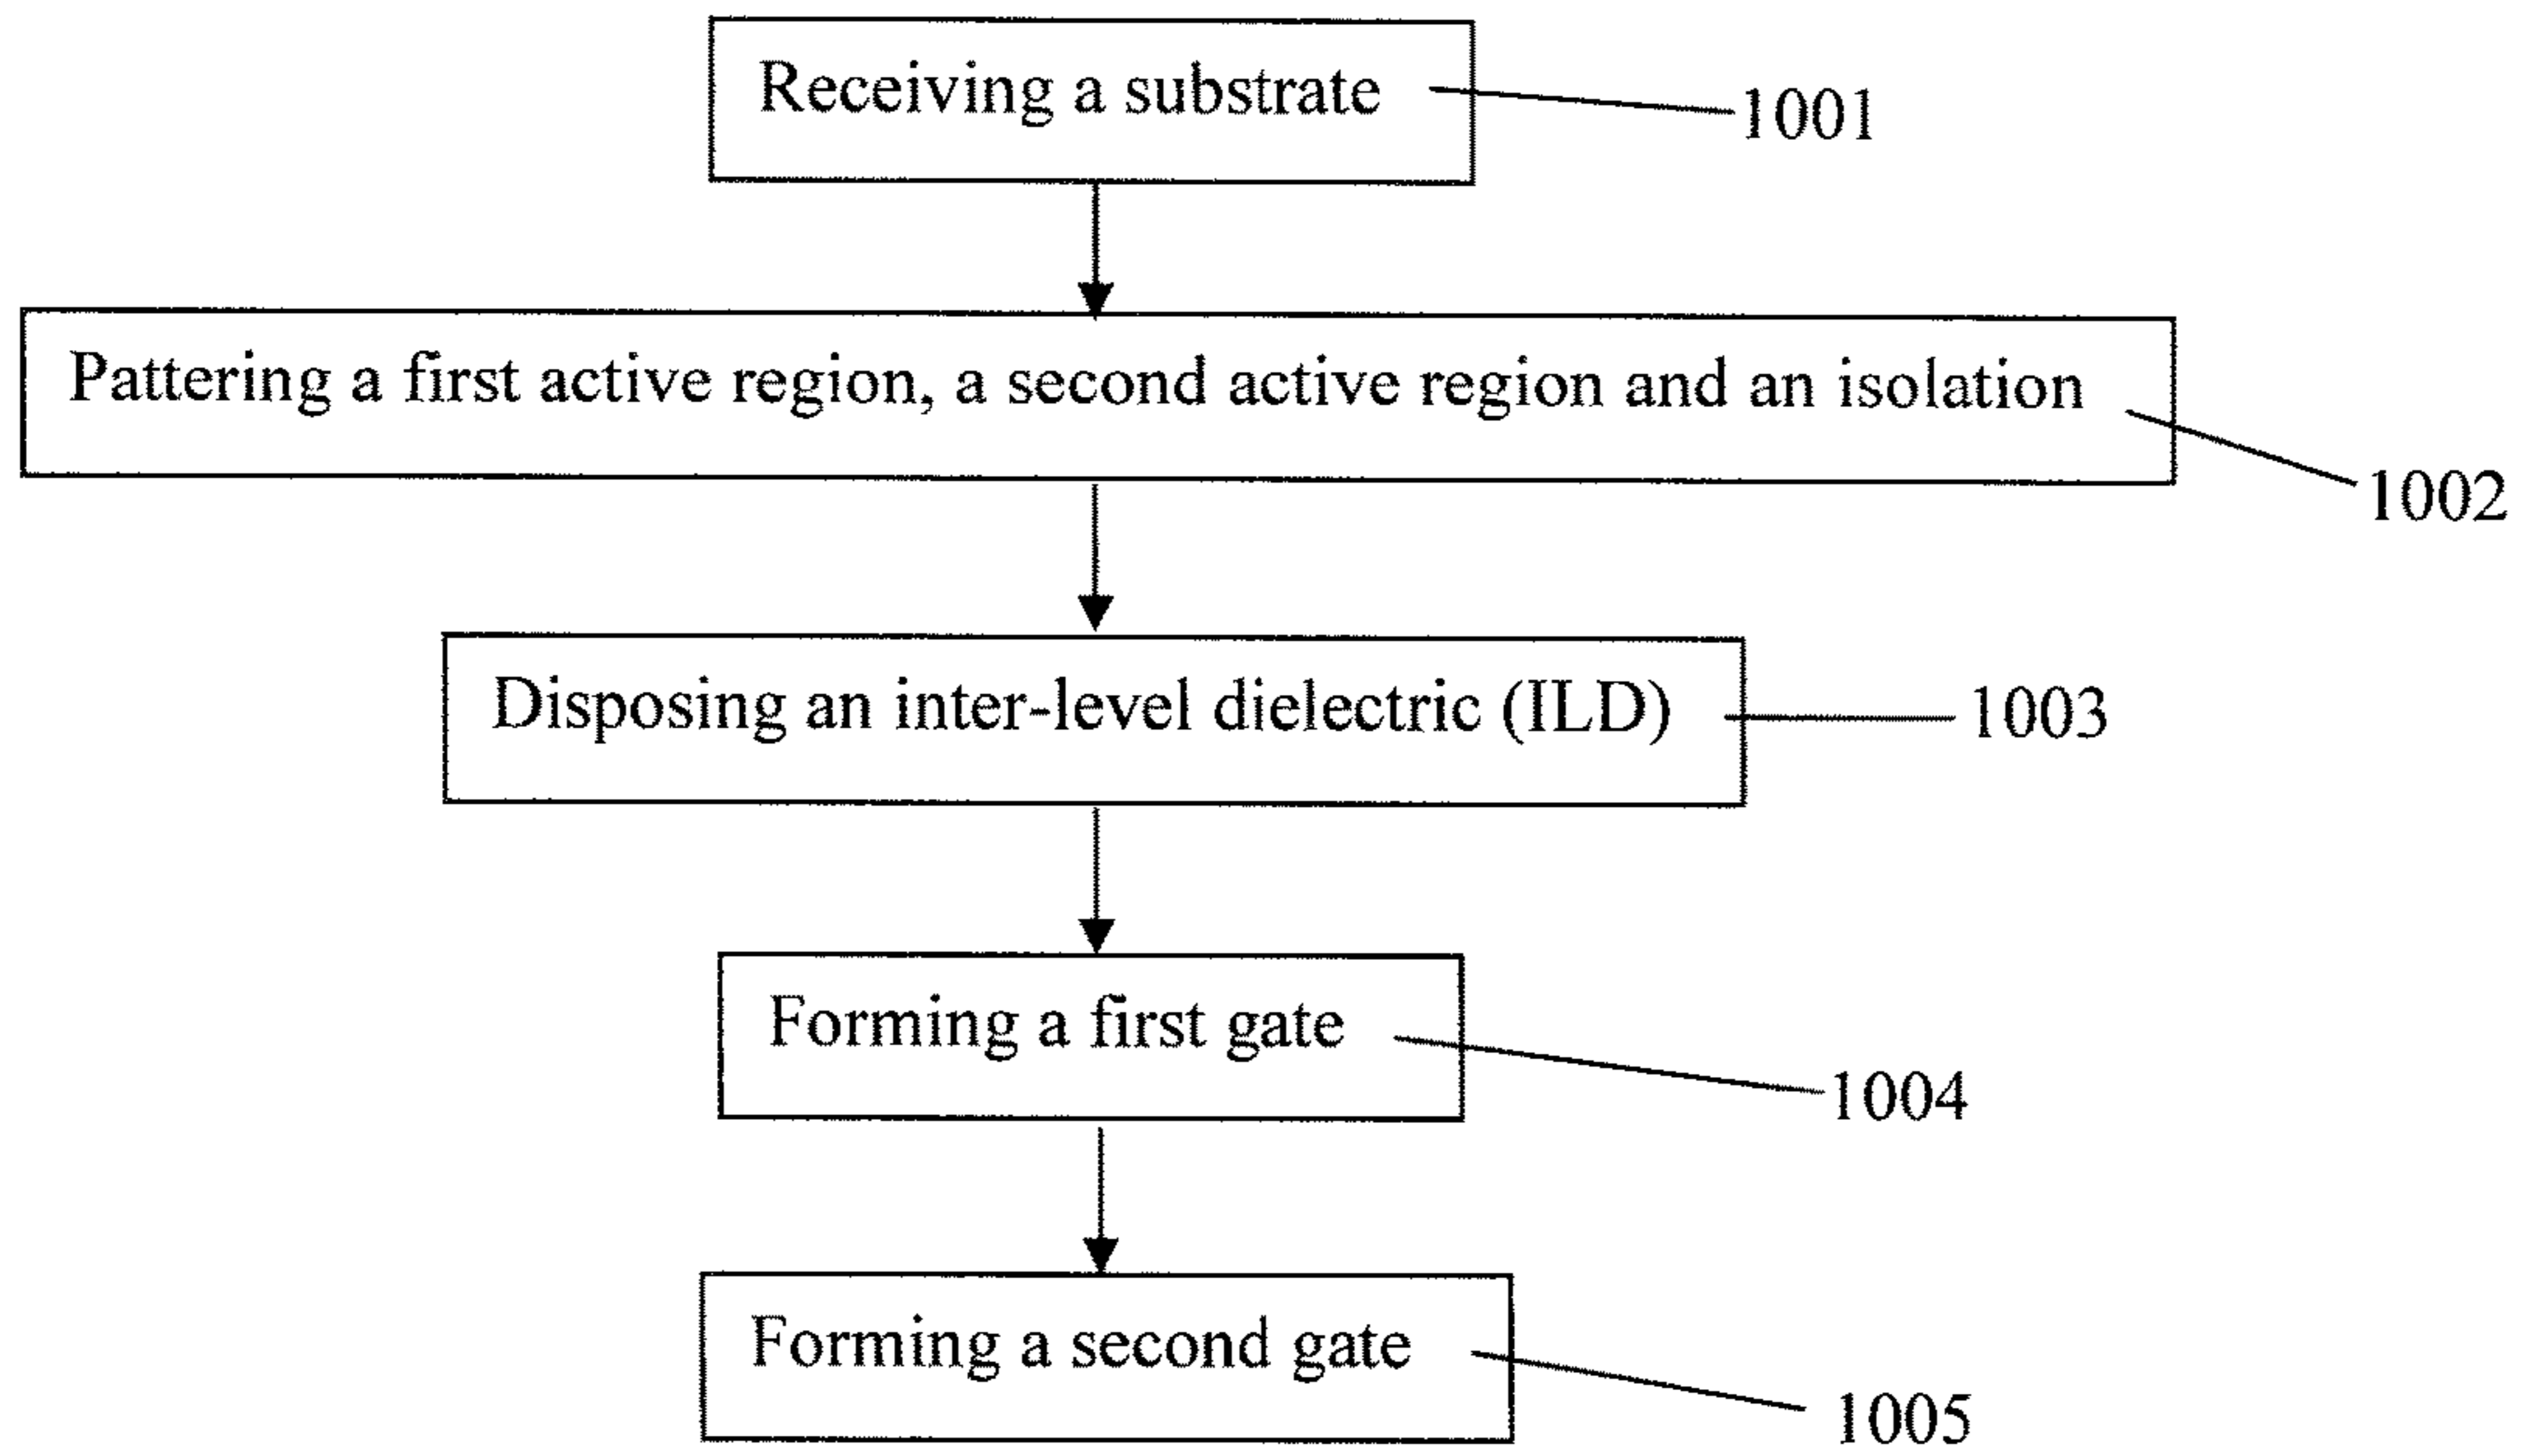 Receiving a substrate
1001
Pattering a first active region, a second active region and an isolation
1002
Disposing an inter-level dielectric (ILD)
1003
Forming a first gate
1004
Forming a second gate
1005